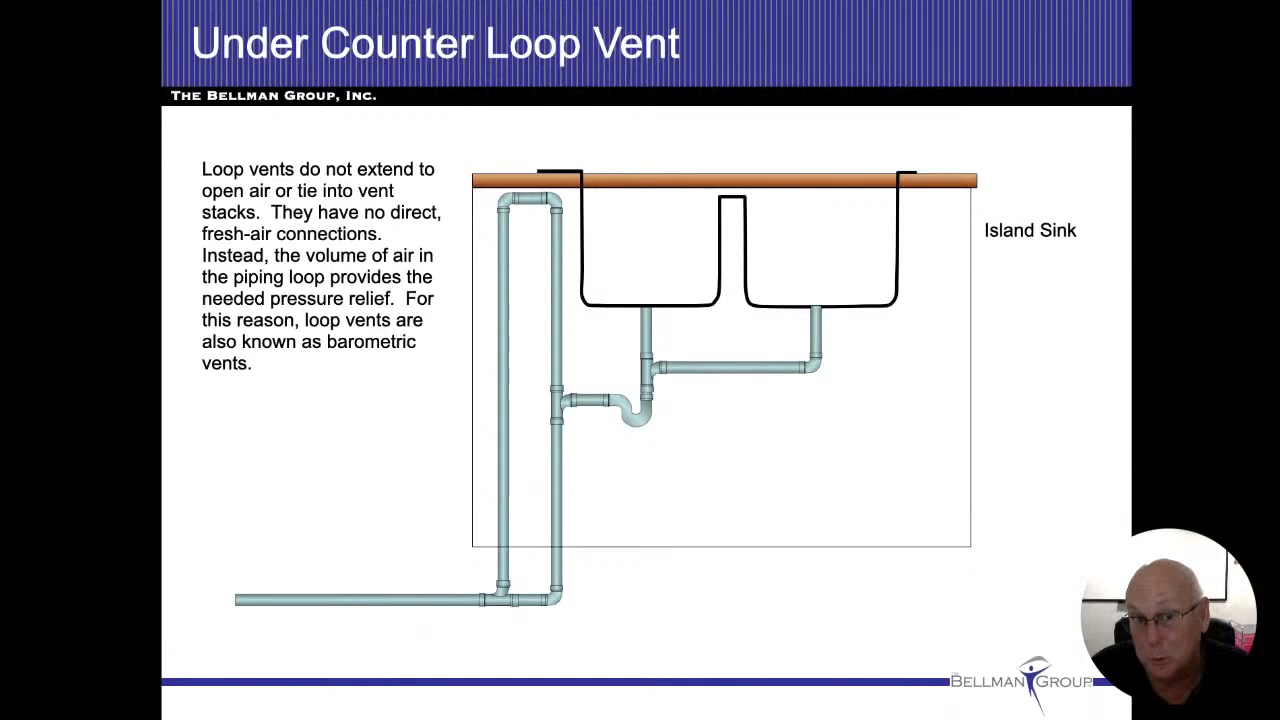 Under Counter Loop Vent
THE BELLMAN GROUP, INC.
Loop vents do not extend to
open air or tie into vent
stacks. They have no direct,
fresh-air connections.
Instead, the volume of air in
the piping loop provides the
needed pressure relief. For
this reason, loop vents are
also known as barometric
vents.
Island Sink
THE
BELLMAN GROUP